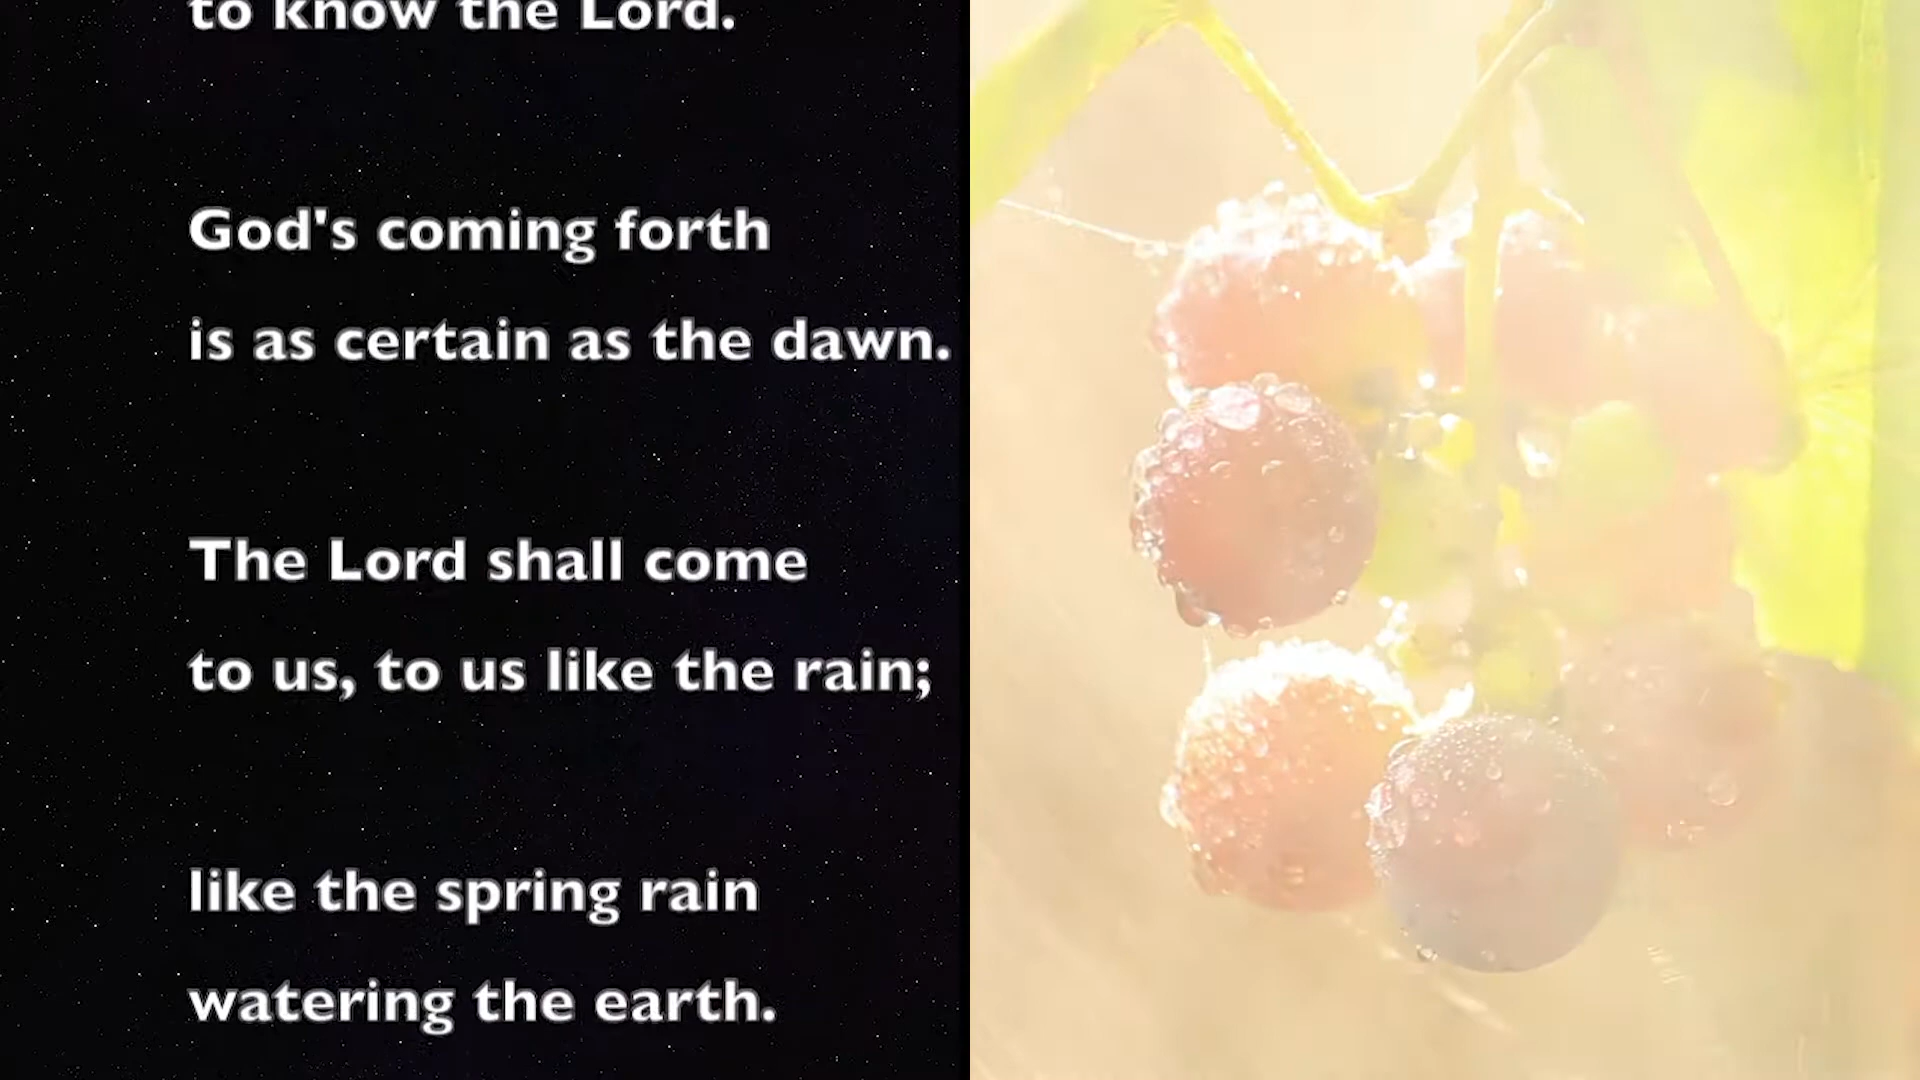 to know the Lord.
God's coming forth
is as certain as the dawn.
The Lord shall come
to us, to us like the rain;
like the spring rain
watering the earth.